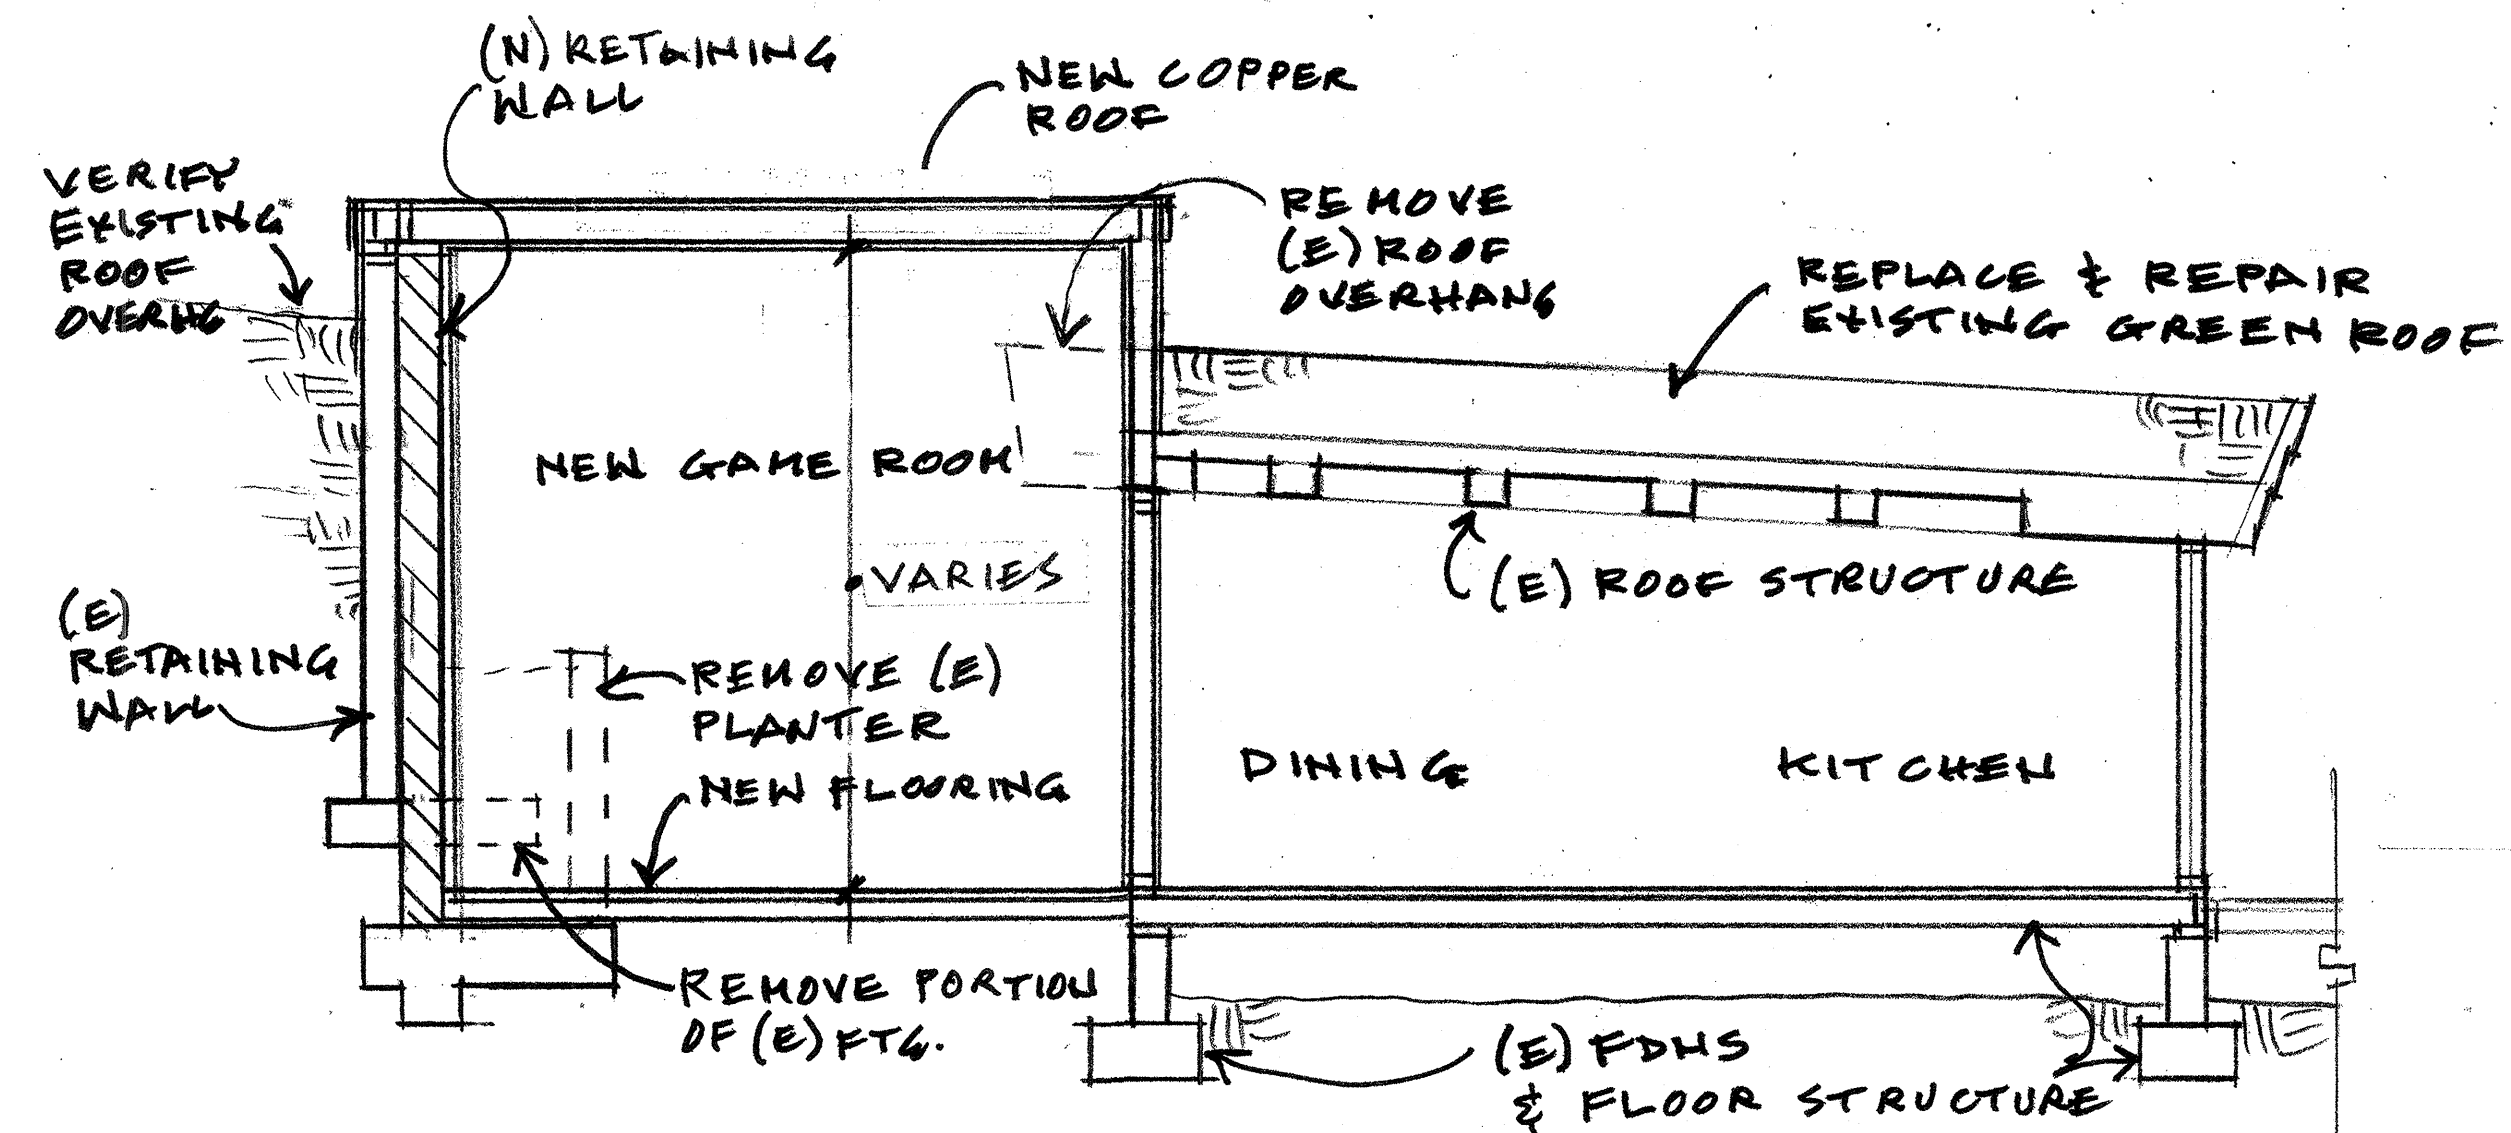 (N) RETAINING
WALL
NEW COPPER
ROOF
VERIFY
EXISTING
ROOF
OVERHG
REMOVE
(E) ROOF
OVERHANG
REPLACE & REPAIR
EXISTING GREEN ROOF
NEW GAME ROOM
VARIES
(E) ROOF STRUCTURE
(E)
RETAINING
WALL
REMOVE (E)
PLANTER
NEW FLOORING
DINING
KITCHEN
REMOVE PORTION
OF (E) FTG.
(E) FDNS
& FLOOR STRUCTURE